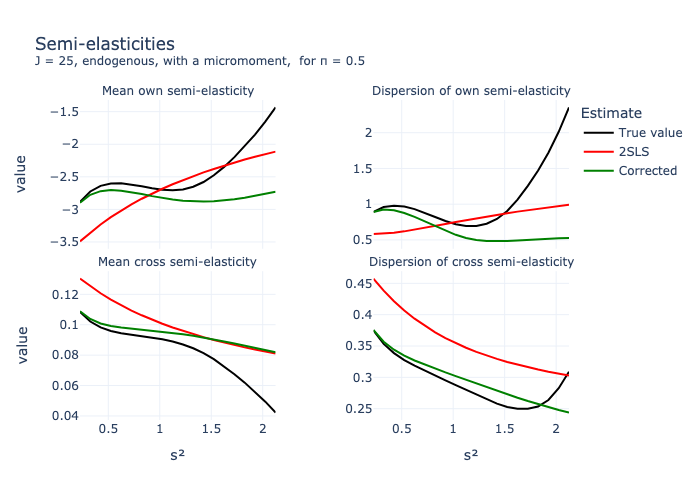 Semi-elasticities
J = 25, endogenous, with a micromoment,  for π = 0.5
Mean own semi-elasticity
Dispersion of own semi-elasticity
Estimate
True value
2SLS
Corrected
value
−1.5
−2
−2.5
−3
−3.5
2
1.5
1
0.5
Mean cross semi-elasticity
Dispersion of cross semi-elasticity
value
0.12
0.1
0.08
0.06
0.04
0.45
0.4
0.35
0.3
0.25
0.5
1
1.5
2
0.5
1
1.5
2
s²
s²